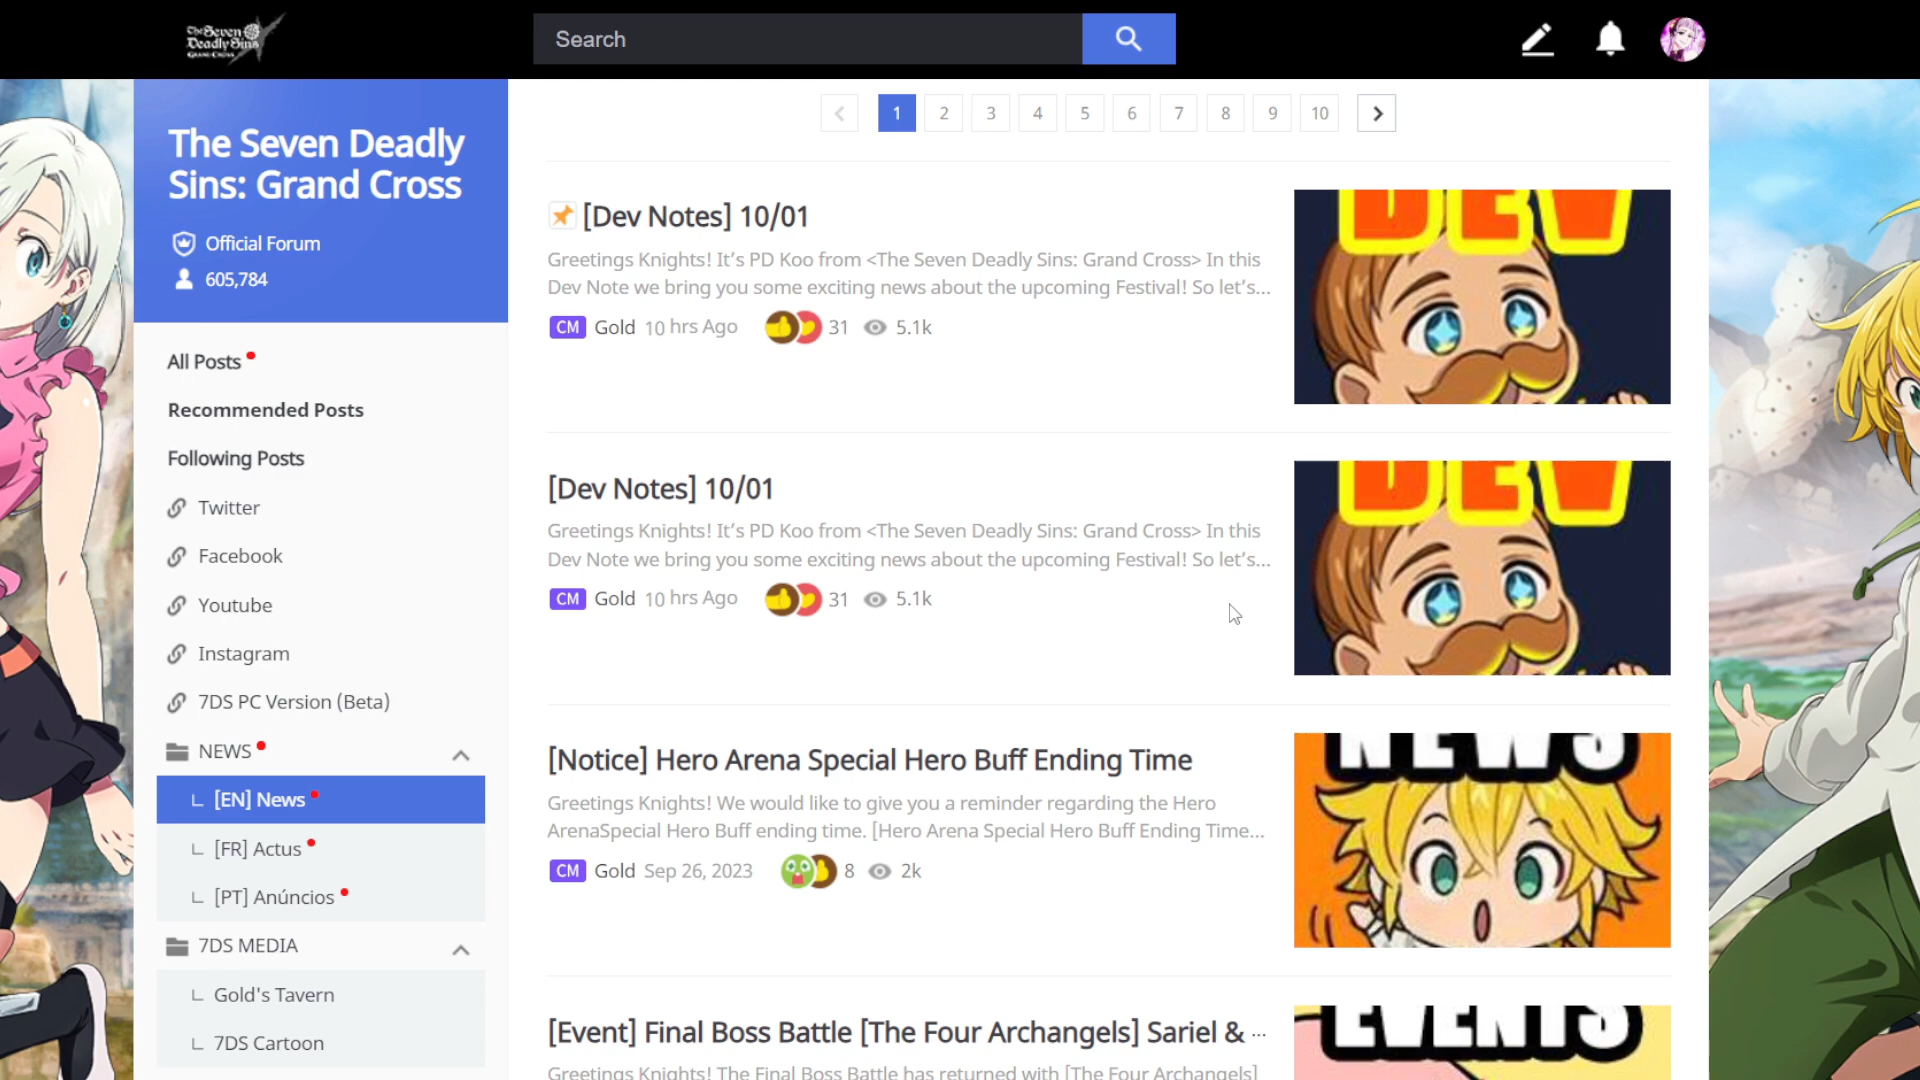 The Seven
Deadly Sins
GRAND CROSS
Search
The Seven Deadly
Sins: Grand Cross
Official Forum
605,784
All Posts
Recommended Posts
Following Posts
Twitter
Facebook
Youtube
Instagram
7DS PC Version (Beta)
NEWS
[EN] News
[FR] Actus
[PT] Anúncios
7DS MEDIA
Gold's Tavern
7DS Cartoon
1 2 3 4 5 6 7 8 9 10
[Dev Notes] 10/01
Greetings Knights! It’s PD Koo from <The Seven Deadly Sins: Grand Cross> In this
Dev Note we bring you some exciting news about the upcoming Festival! So let’s...
CM Gold 10 hrs Ago 31 5.1k
DEV
[Dev Notes] 10/01
Greetings Knights! It’s PD Koo from <The Seven Deadly Sins: Grand Cross> In this
Dev Note we bring you some exciting news about the upcoming Festival! So let’s...
CM Gold 10 hrs Ago 31 5.1k
DEV
[Notice] Hero Arena Special Hero Buff Ending Time
Greetings Knights! We would like to give you a reminder regarding the Hero
ArenaSpecial Hero Buff ending time. [Hero Arena Special Hero Buff Ending Time...
CM Gold Sep 26, 2023 8 2k
NEWS
[Event] Final Boss Battle [The Four Archangels] Sariel & ...
Greetings Knights! The Final Boss Battle has returned with [The Four Archangels]
EVENTS